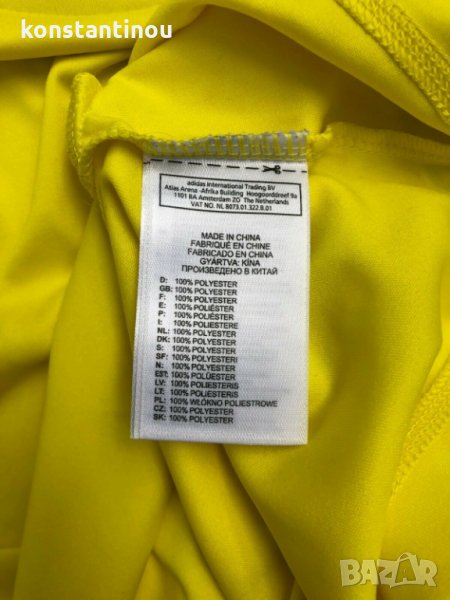 konstantinou
adidas International Trading BV
Atlas Arena -Afrika Building Hoogoorddreef 9a
1101 BA Amsterdam ZO The Netherlands
VAT NO. NL 8073.01.322.B.01
MADE IN CHINA
FABRIQUÉ EN CHINE
FABRICADO EN CHINA
GYÁRTVA: KÍNA
ПРОИЗВЕДЕНО В КИТАЙ
D: 100% POLYESTER
GB: 100% POLYESTER
F: 100% POLYESTER
E: 100% POLIÉSTER
P: 100% POLIÉSTER
I: 100% POLIESTERE
NL: 100% POLYESTER
DK: 100% POLYESTER
S: 100% POLYESTER
SF: 100% POLYESTERI
N: 100% POLYESTER
EST: 100% POLÜESTER
LV: 100% POLIESTERIS
LT: 100% POLIESTERIS
PL: 100% WŁÓKNO POLIESTROWE
CZ: 100% POLYESTER
SK: 100% POLYESTER
BAZAR